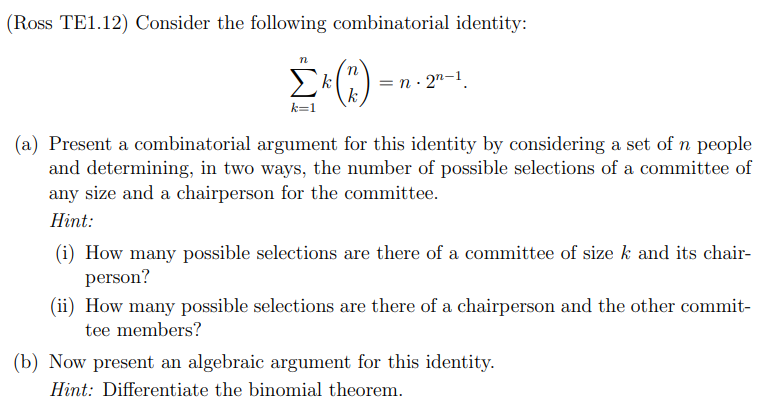 (Ross TE1.12) Consider the following combinatorial identity:
n
∑ k(n k) = n · 2^{n−1}.
k=1
(a) Present a combinatorial argument for this identity by considering a set of n people
and determining, in two ways, the number of possible selections of a committee of
any size and a chairperson for the committee.
Hint:
(i) How many possible selections are there of a committee of size k and its chair-
person?
(ii) How many possible selections are there of a chairperson and the other commit-
tee members?
(b) Now present an algebraic argument for this identity.
Hint: Differentiate the binomial theorem.